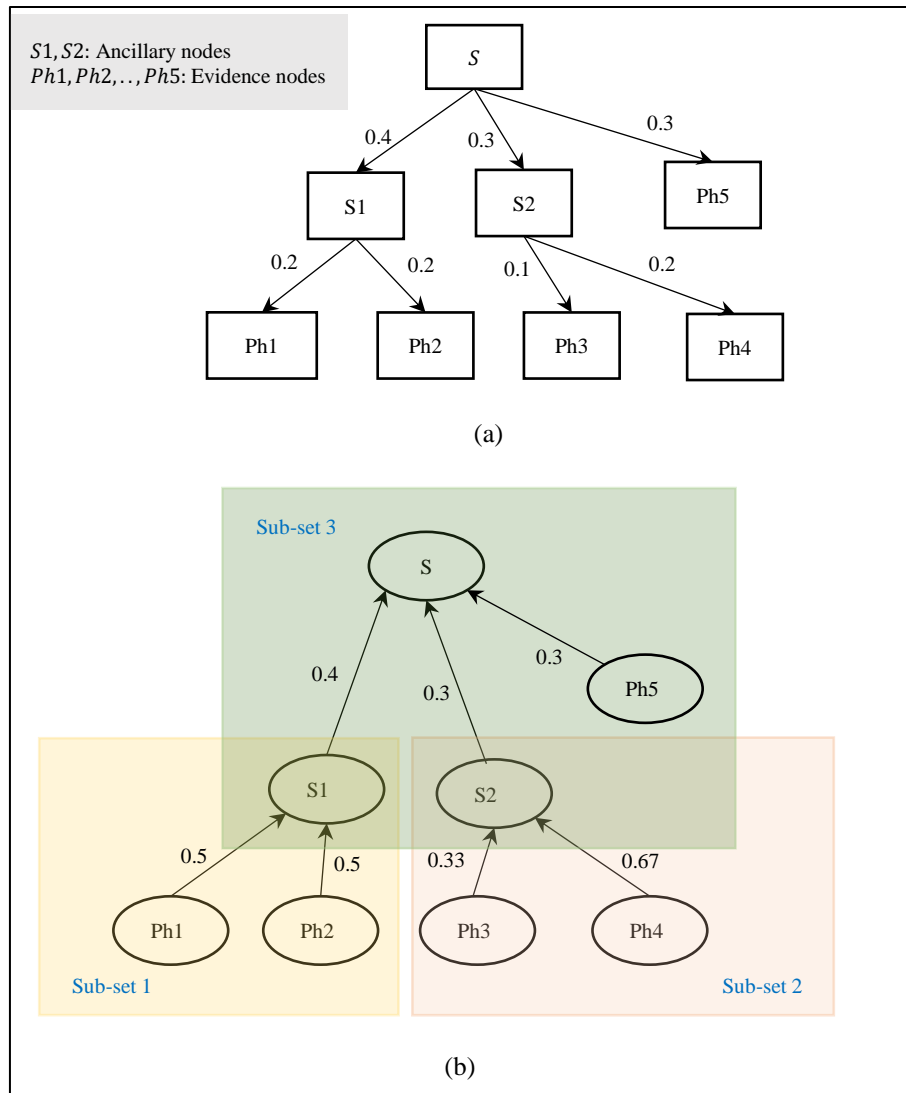 S1, S2: Ancillary nodes
Ph1, Ph2, . . , Ph5: Evidence nodes
S
0.4
0.3
0.3
S1
S2
Ph5
0.2
0.2
0.1
0.2
Ph1
Ph2
Ph3
Ph4
(a)
Sub-set 3
S
0.4
0.3
0.3
Ph5
S1
S2
0.5
0.5
0.33
0.67
Ph1
Ph2
Ph3
Ph4
Sub-set 1
Sub-set 2
(b)